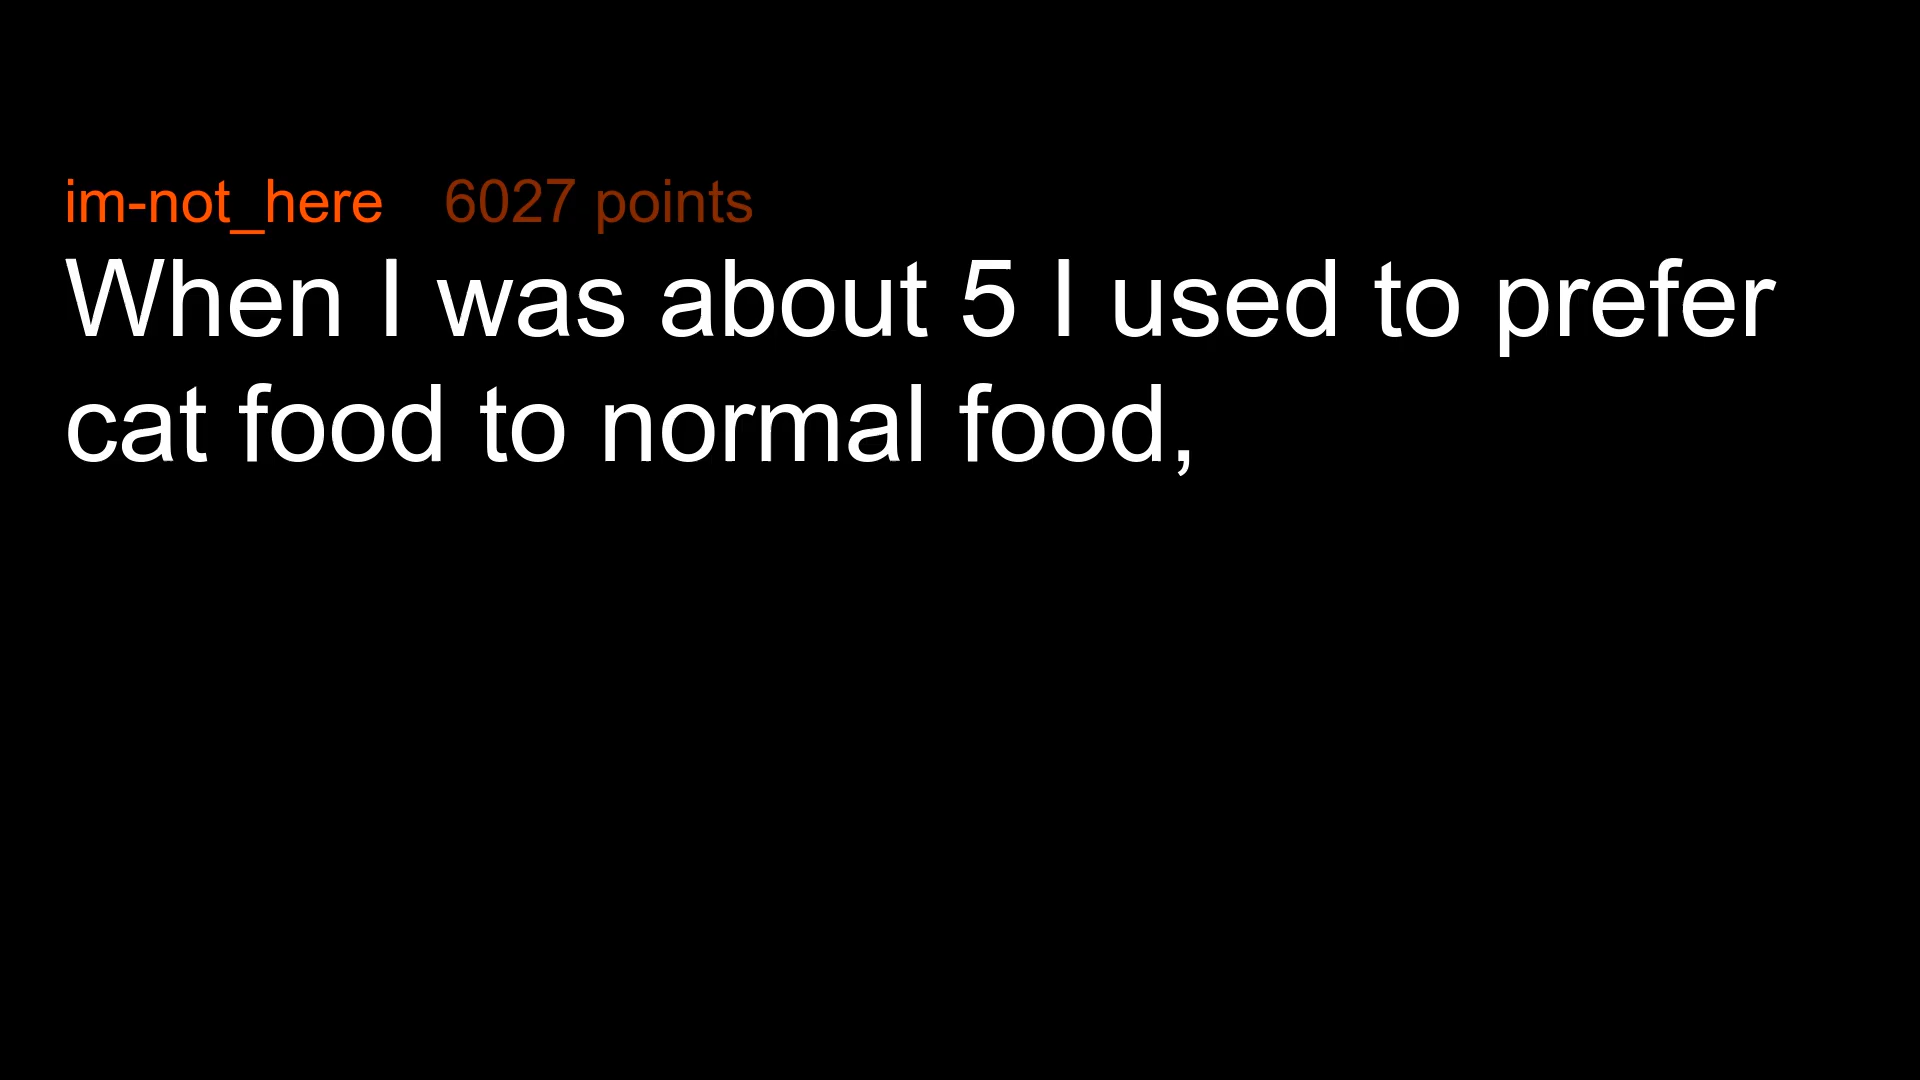 im-not_here 6027 points
When I was about 5 I used to prefer
cat food to normal food,